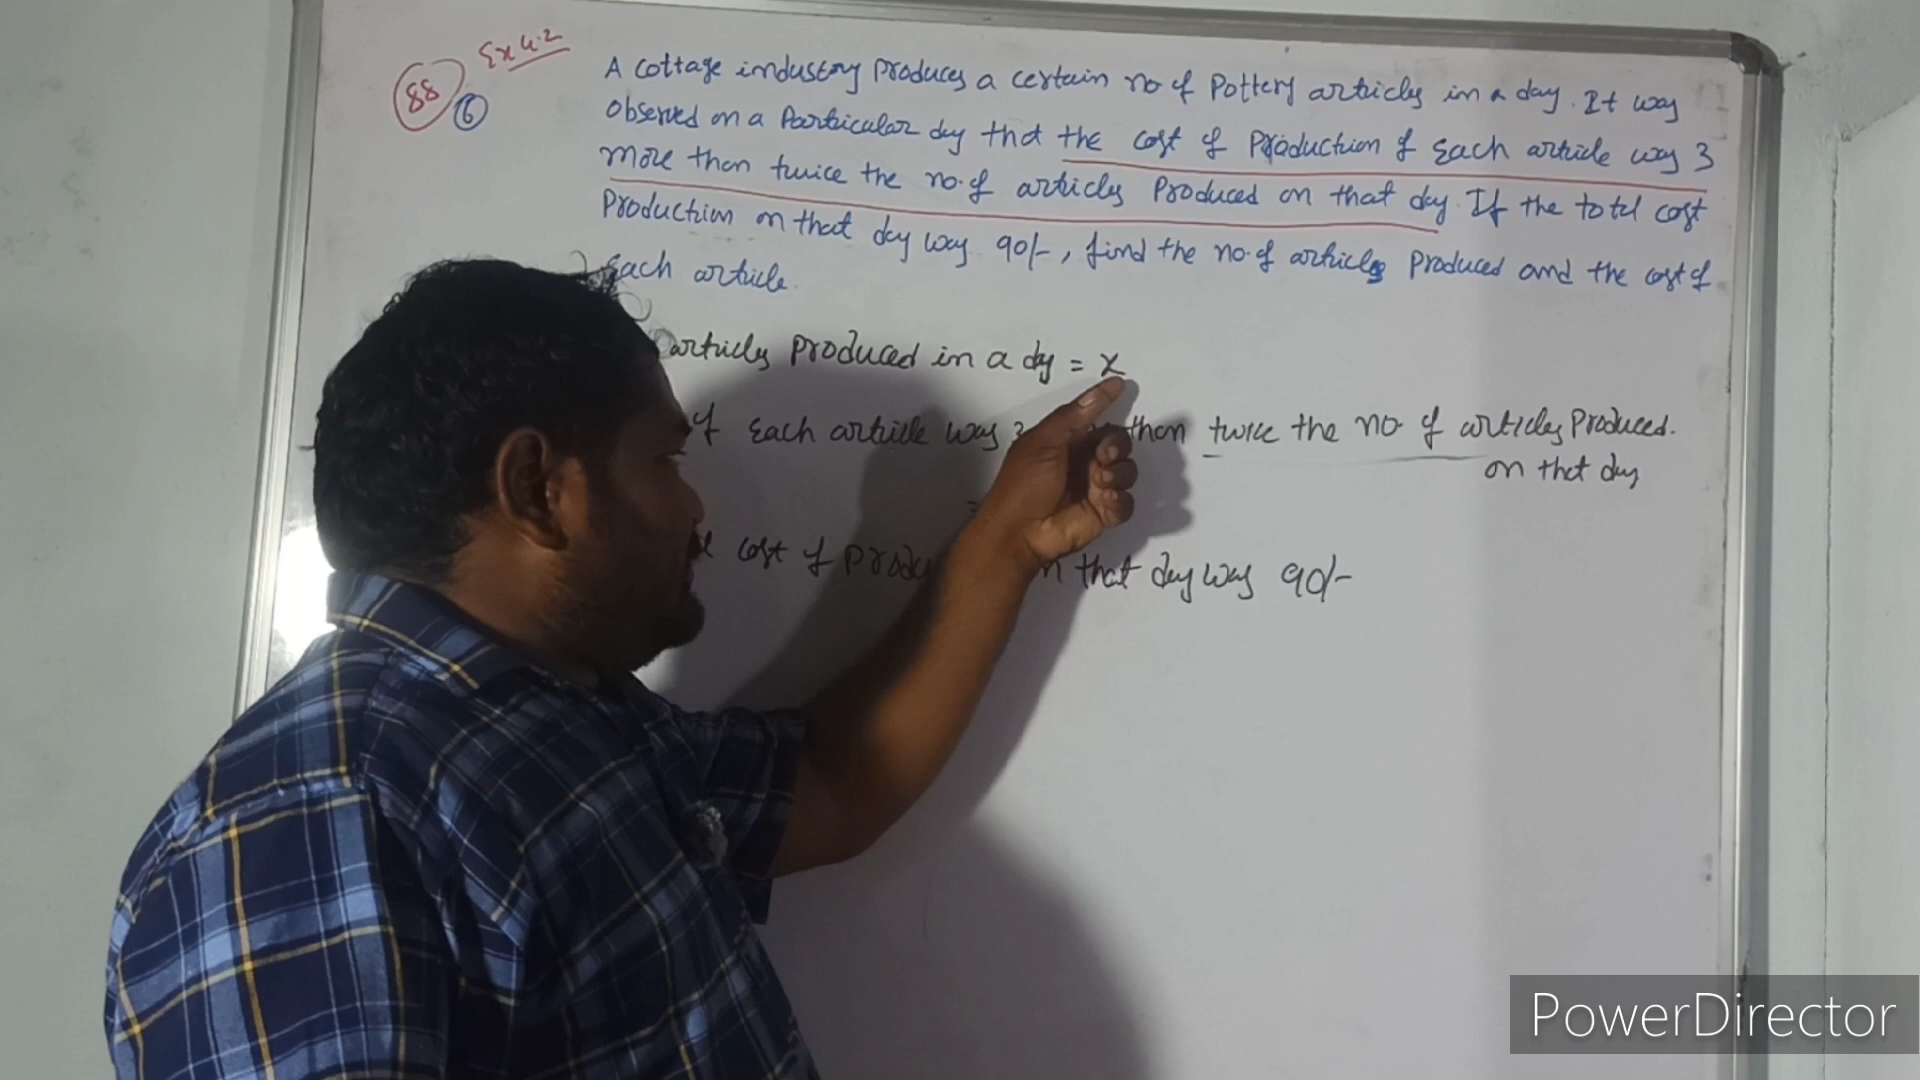 88
6
Ex 4.2
A Cottage industry produces a certain no of Pottery articles in a day. It was
observed on a Particular day that the cost of Production of Each article was 3
more than twice the no. of articles Produced on that day. If the total cost
Production on that day was 90/-, find the no. of articles Produced and the cost of
Each article.
articles produced in a day = x
of Each article was 3 than twice the no of articles Produced.
on that day
=
cost of that day was 90/-
PowerDirector